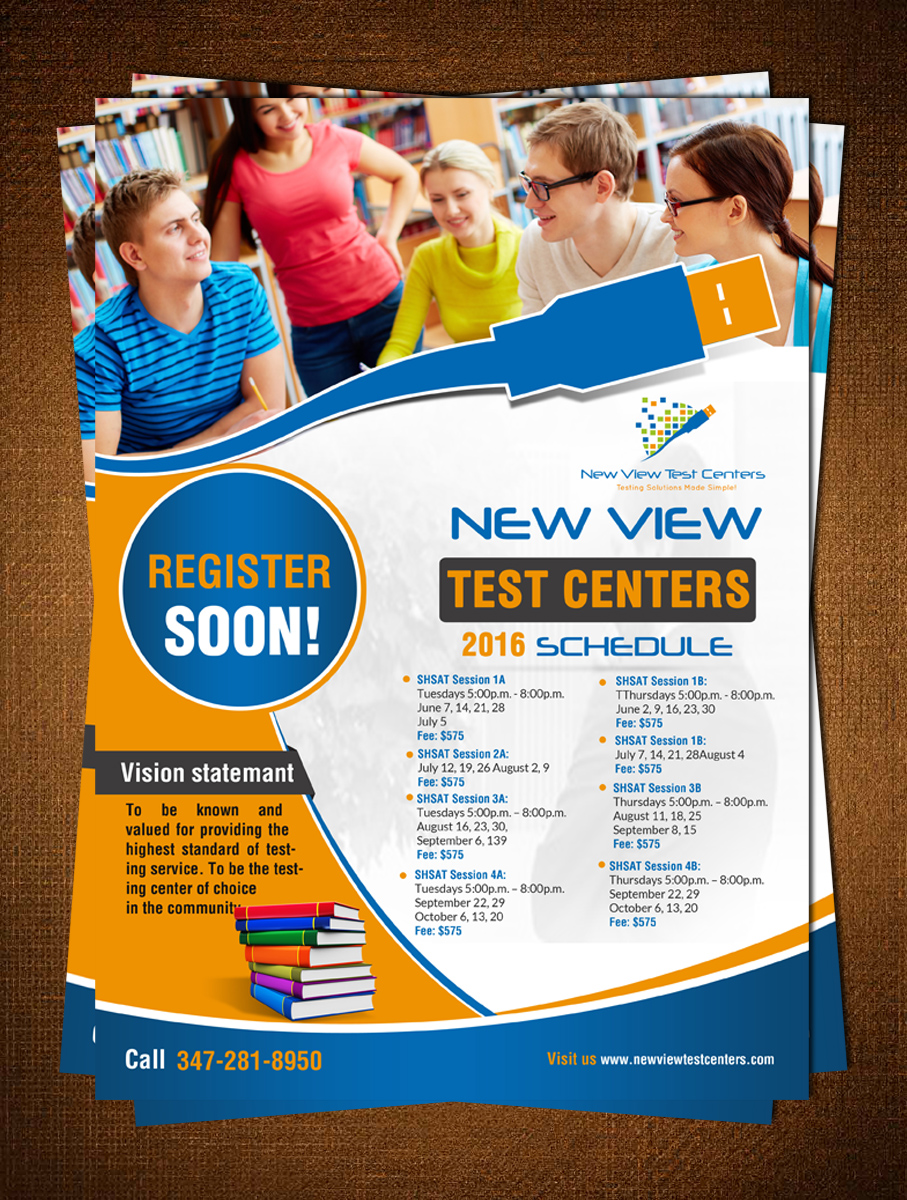 New View Test Centers
Testing Solutions Made Simple!
NEW VIEW
TEST CENTERS
2016 SCHEDULE
REGISTER
SOON!
Vision statemant
To be known and
valued for providing the
highest standard of test-
ing service. To be the test-
ing center of choice
in the community
SHSAT Session 1A
Tuesdays 5:00p.m. - 8:00p.m.
June 7, 14, 21, 28
July 5
Fee: $575
SHSAT Session 2A:
July 12, 19, 26 August 2, 9
Fee: $575
SHSAT Session 3A:
Tuesdays 5:00p.m. – 8:00p.m.
August 16, 23, 30,
September 6, 139
Fee: $575
SHSAT Session 4A:
Tuesdays 5:00p.m. – 8:00p.m.
September 22, 29
October 6, 13, 20
Fee: $575
SHSAT Session 1B:
TThursdays 5:00p.m. - 8:00p.m.
June 2, 9, 16, 23, 30
Fee: $575
SHSAT Session 1B:
July 7, 14, 21, 28August 4
Fee: $575
SHSAT Session 3B
Thursdays 5:00p.m. – 8:00p.m.
August 11, 18, 25
September 8, 15
Fee: $575
SHSAT Session 4B:
Thursdays 5:00p.m. – 8:00p.m.
September 22, 29
October 6, 13, 20
Fee: $575
Call 347-281-8950
Visit us www.newviewtestcenters.com